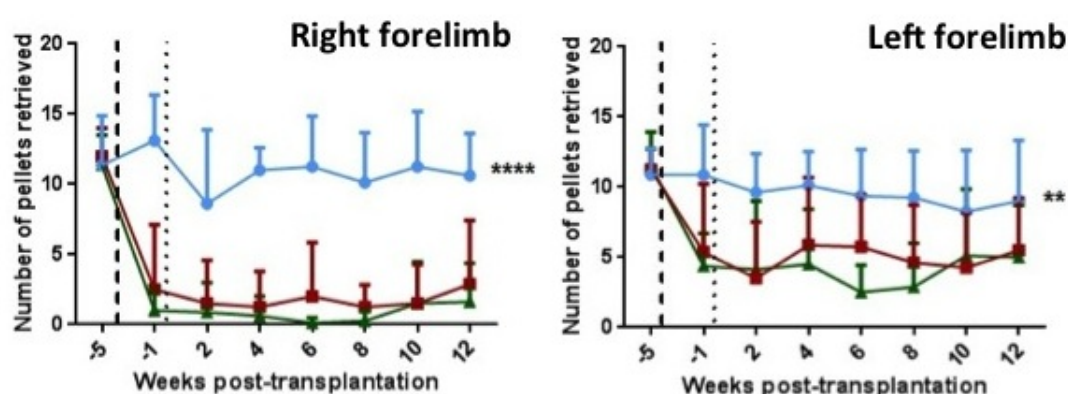 Right forelimb
Number of pellets retrieved
20
15
10
5
0
-5 -1 2 4 6 8 10 12
Weeks post-transplantation
****
Left forelimb
Number of pellets retrieved
20
15
10
5
0
-5 -1 2 4 6 8 10 12
Weeks post-transplantation
**